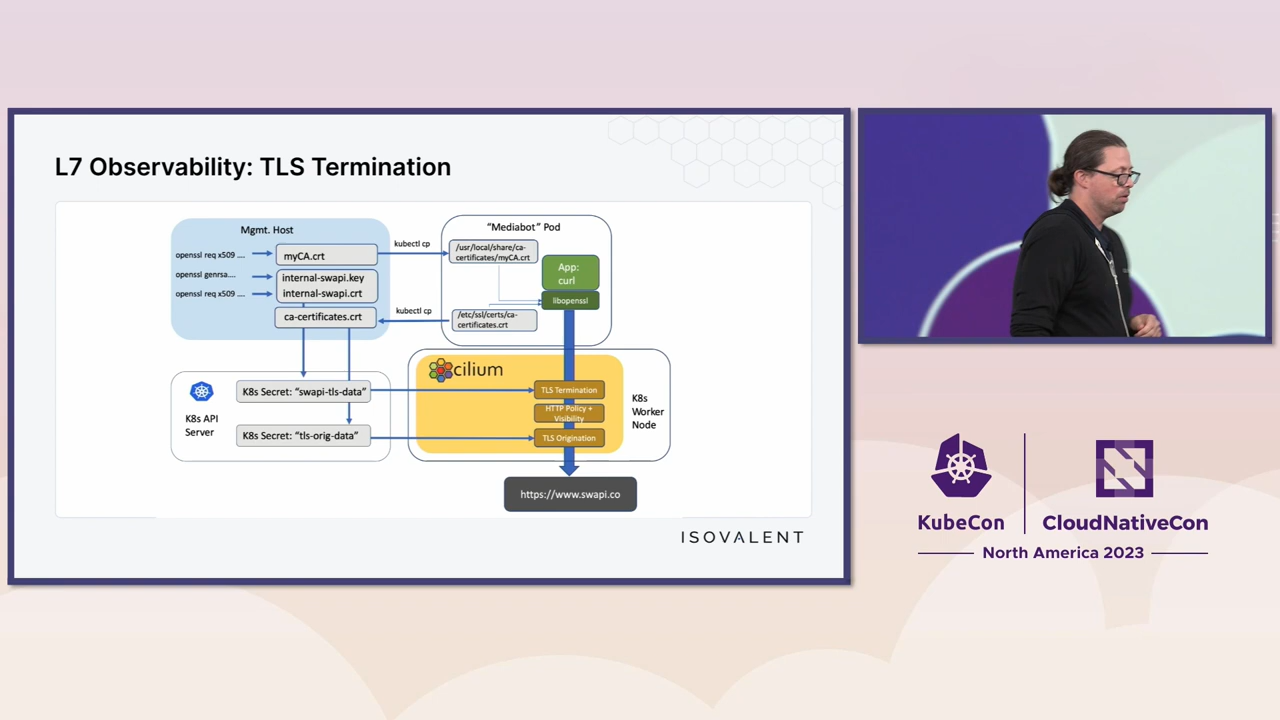 L7 Observability: TLS Termination
Mgmt. Host
openssl req x509 ....
openssl genrsa....
openssl req x509 ....
myCA.crt
internal-swapi.key
internal-swapi.crt
ca-certificates.crt
kubectl cp
kubectl cp
“Mediabot” Pod
/usr/local/share/ca-
certificates/myCA.crt
App:
curl
libopenssl
/etc/ssl/certs/ca-
certificates.crt
K8s API
Server
K8s Secret: “swapi-tls-data”
K8s Secret: “tls-orig-data”
cilium
TLS Termination
HTTP Policy +
Visibility
TLS Origination
K8s
Worker
Node
https://www.swapi.co
ISOVALENT
KubeCon
CloudNativeCon
North America 2023